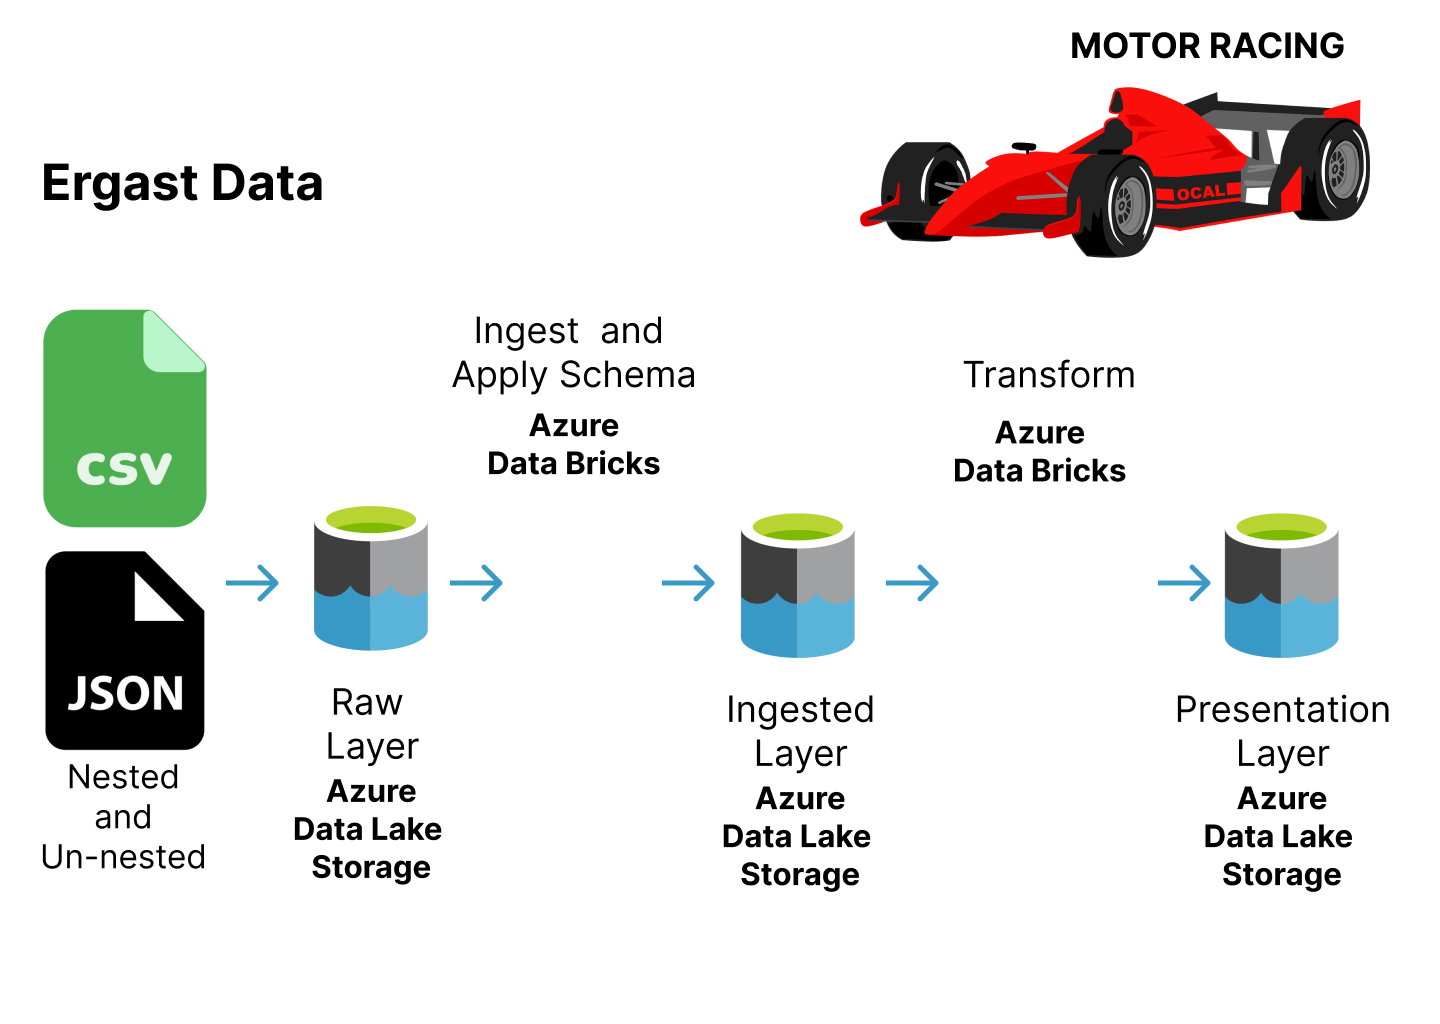 MOTOR RACING
Ergast Data
OCAL
CSV
JSON
Nested
and
Un-nested
Raw
Layer
Azure
Data Lake
Storage
Ingest  and
Apply Schema
Azure
Data Bricks
Ingested
Layer
Azure
Data Lake
Storage
Transform
Azure
Data Bricks
Presentation
Layer
Azure
Data Lake
Storage